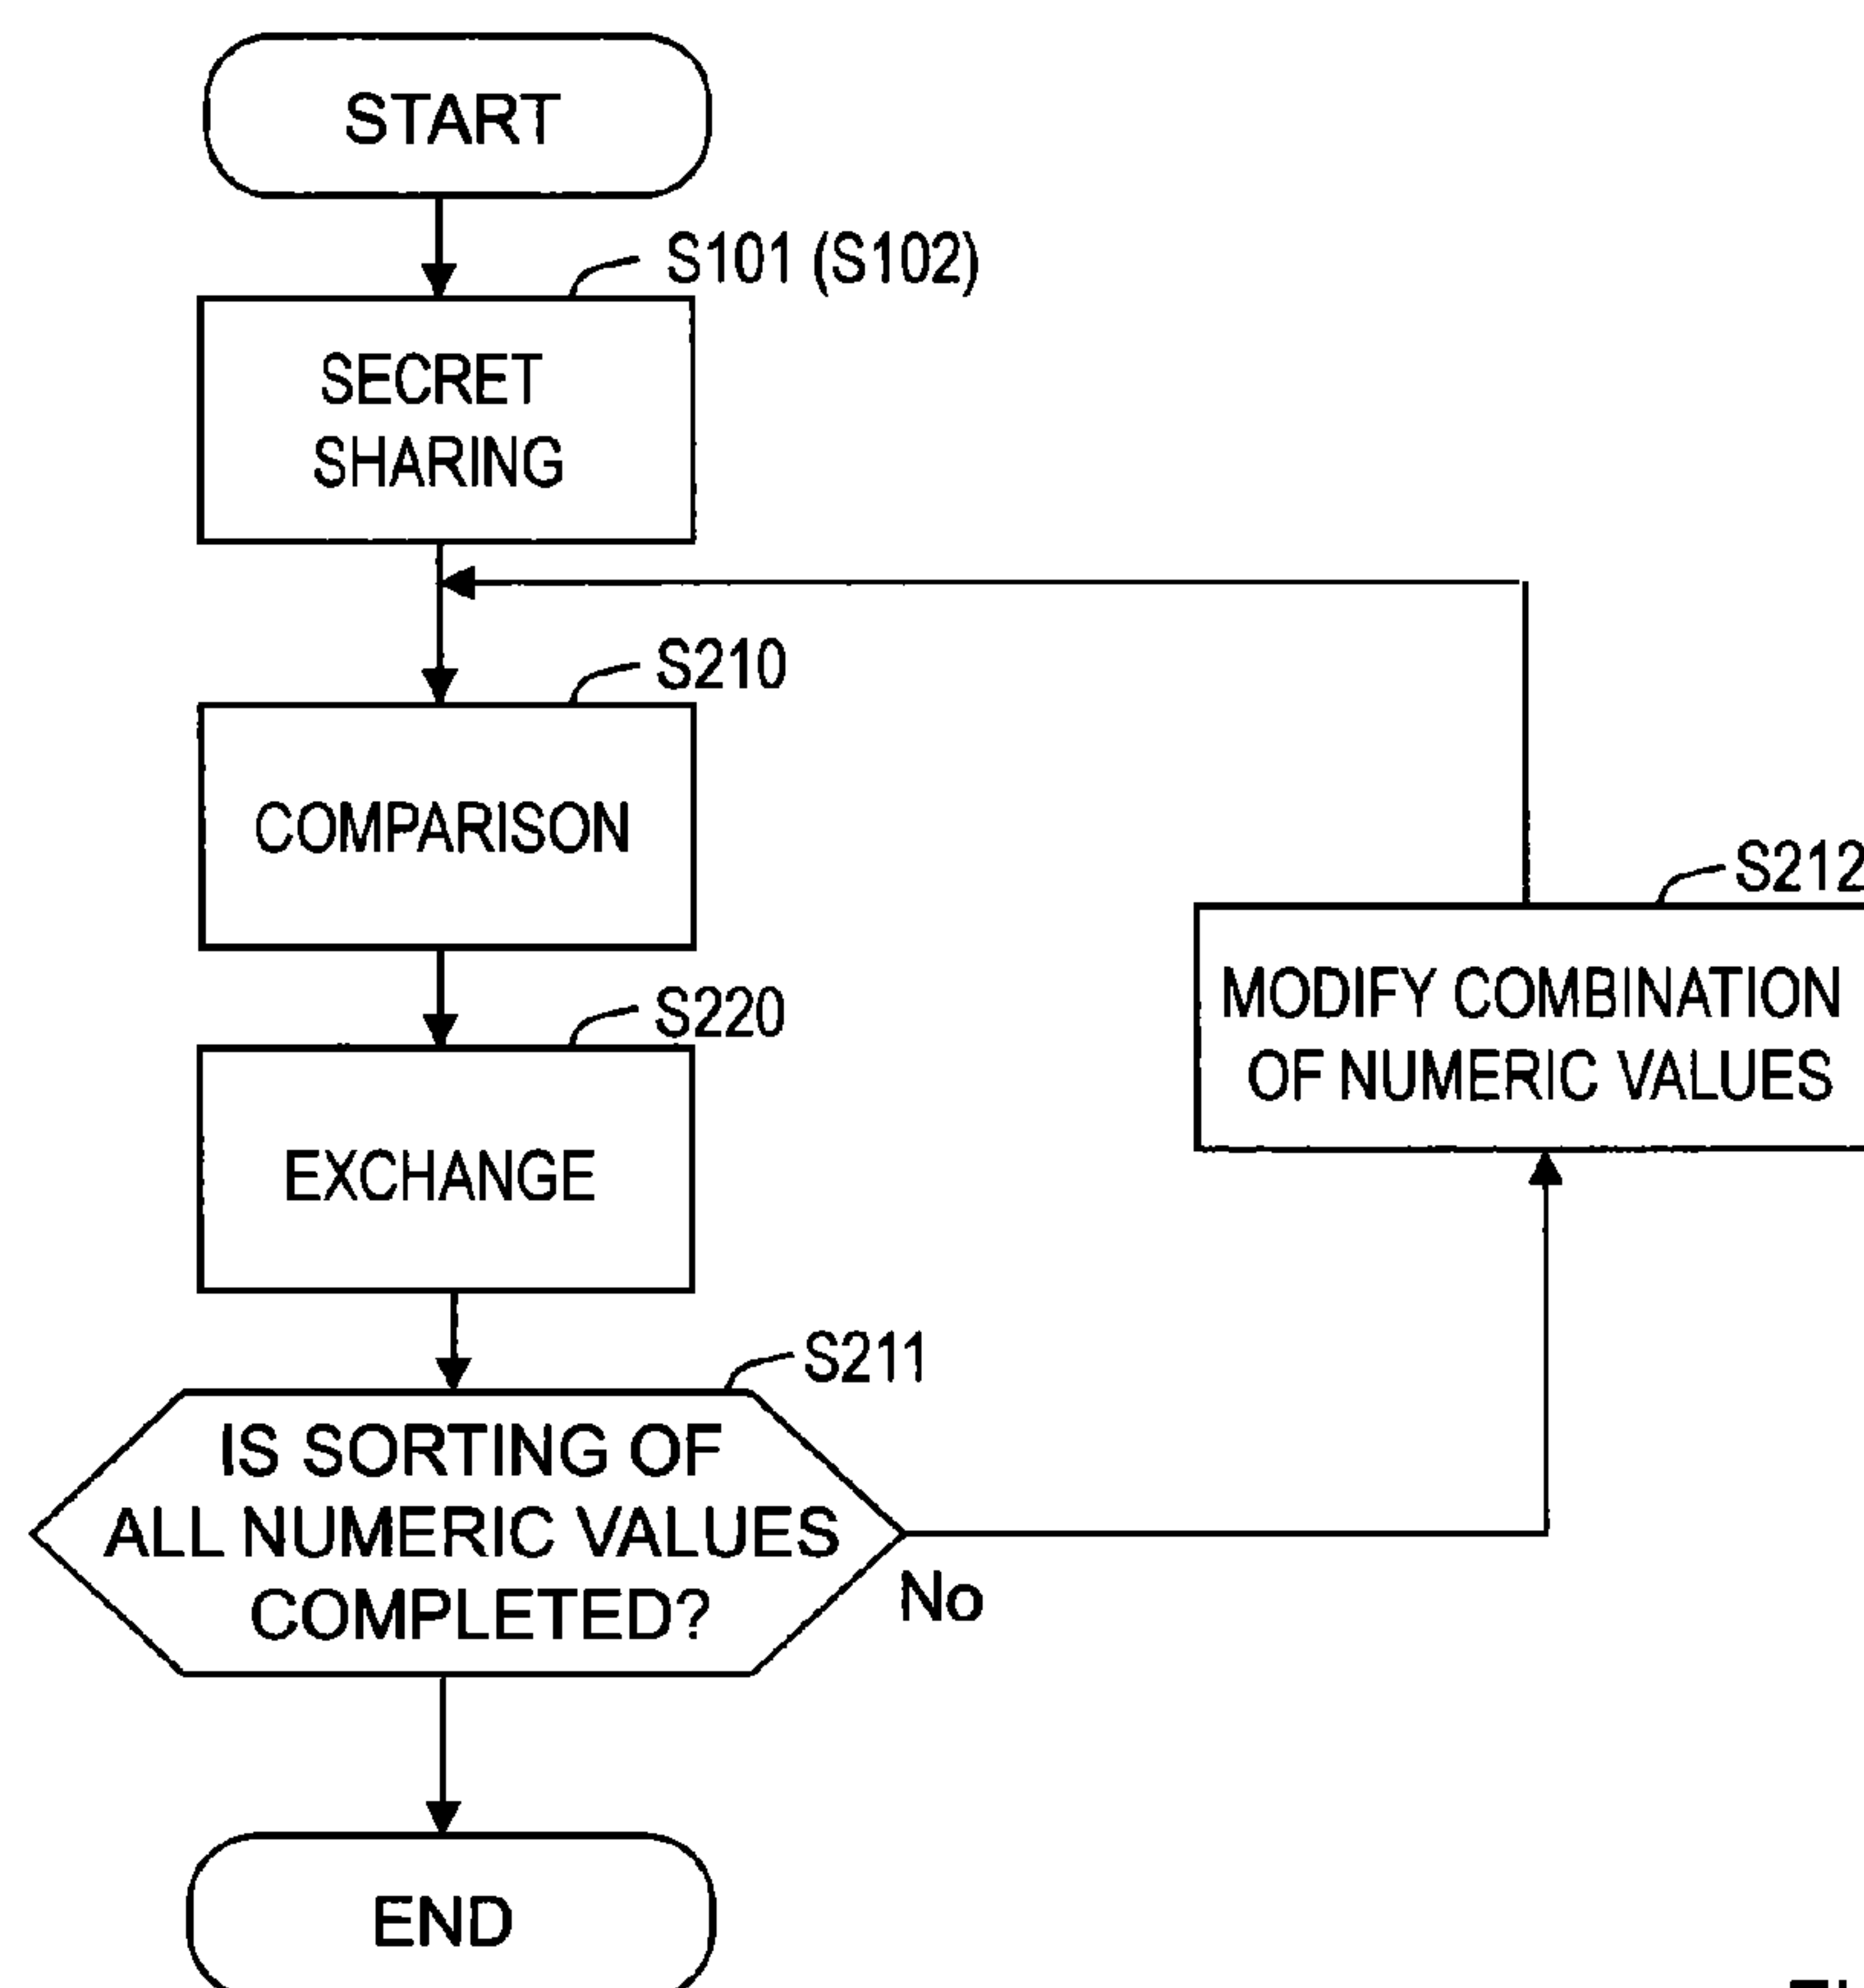 START
S101 (S102)
SECRET
SHARING
S210
COMPARISON
S212
MODIFY COMBINATION
OF NUMERIC VALUES
S220
EXCHANGE
S211
IS SORTING OF
ALL NUMERIC VALUES
COMPLETED?
No
END